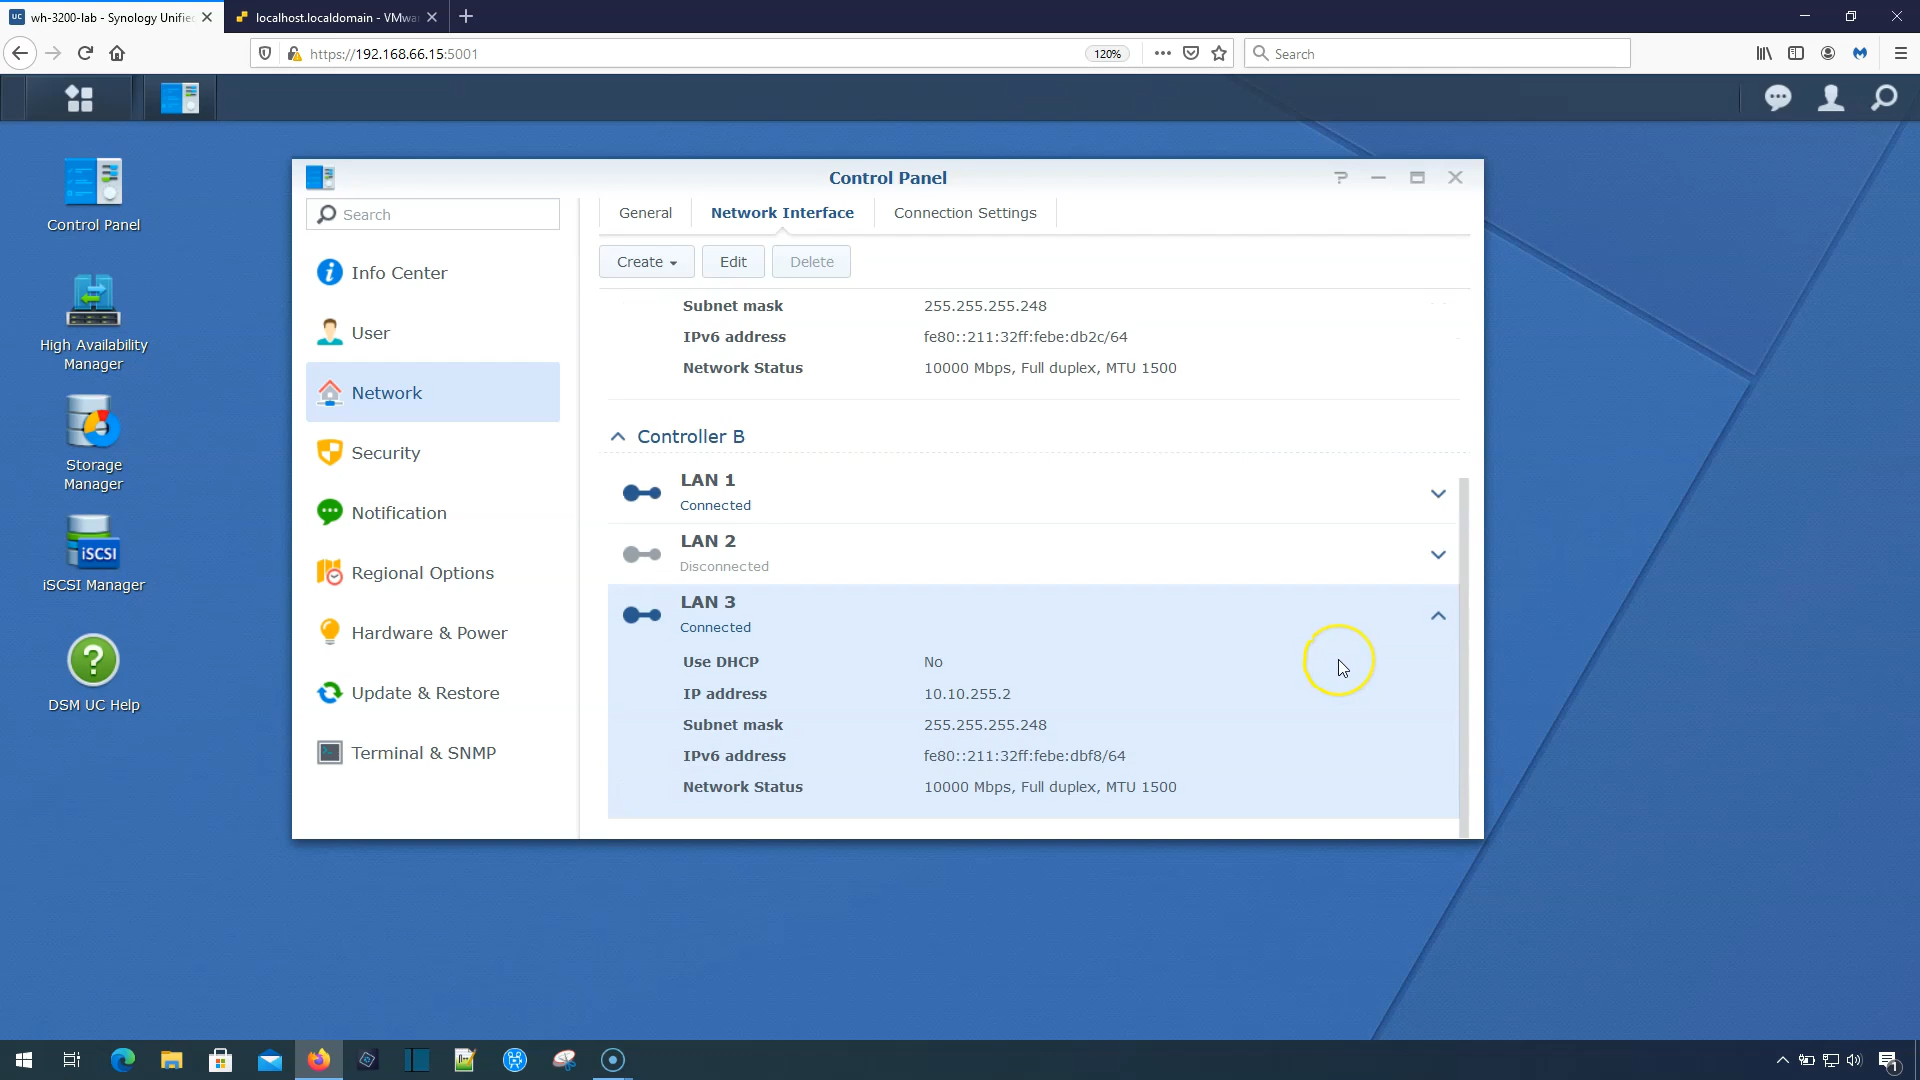 wh-3200-lab - Synology Unifie
localhost.localdomain - VMwa
https://192.168.66.15:5001
120%
Search
Control Panel
High Availability
Manager
Storage
Manager
iSCSI
iSCSI Manager
DSM UC Help
Control Panel
Search
Info Center
User
Network
Security
Notification
Regional Options
Hardware & Power
Update & Restore
Terminal & SNMP
General
Network Interface
Connection Settings
Create
Edit
Delete
Subnet mask 255.255.255.248
IPv6 address fe80::211:32ff:febe:db2c/64
Network Status 10000 Mbps, Full duplex, MTU 1500
Controller B
LAN 1
Connected
LAN 2
Disconnected
LAN 3
Connected
Use DHCP No
IP address 10.10.255.2
Subnet mask 255.255.255.248
IPv6 address fe80::211:32ff:febe:dbf8/64
Network Status 10000 Mbps, Full duplex, MTU 1500
1